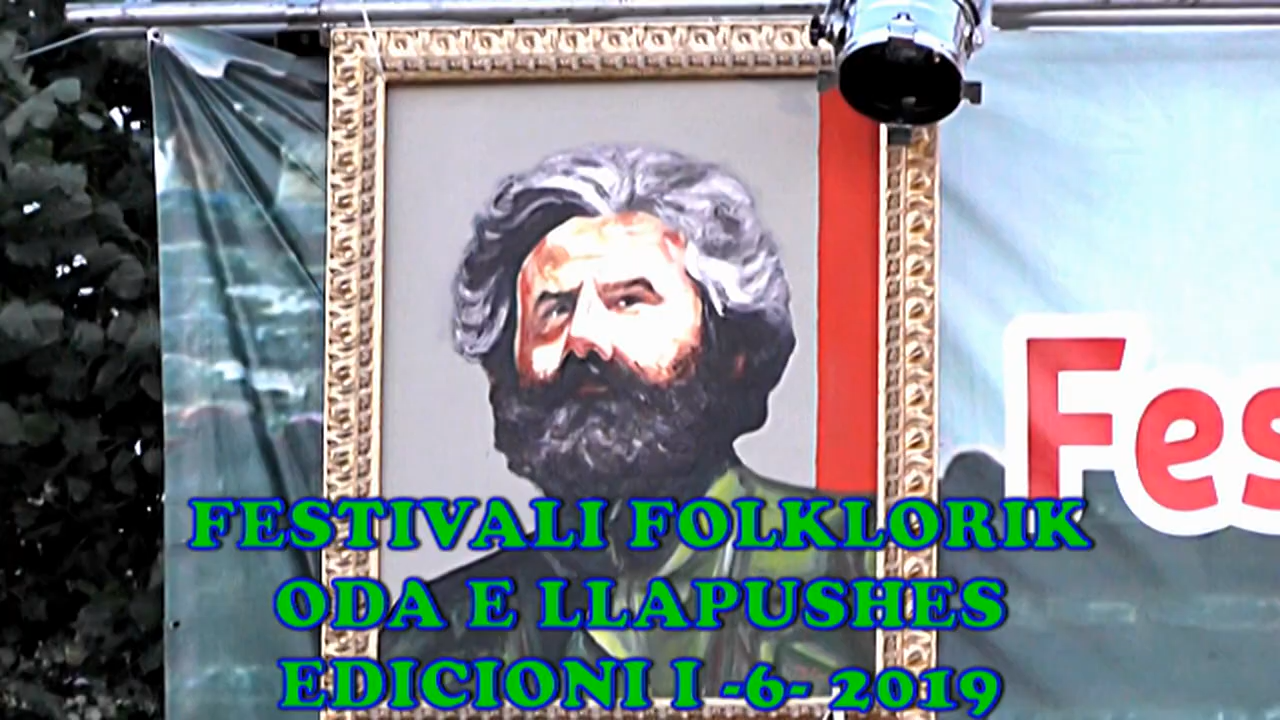 Fes
FESTIVALI FOLKLORIK
ODA E LLAPUSHES
EDICIONI I -6- 2019